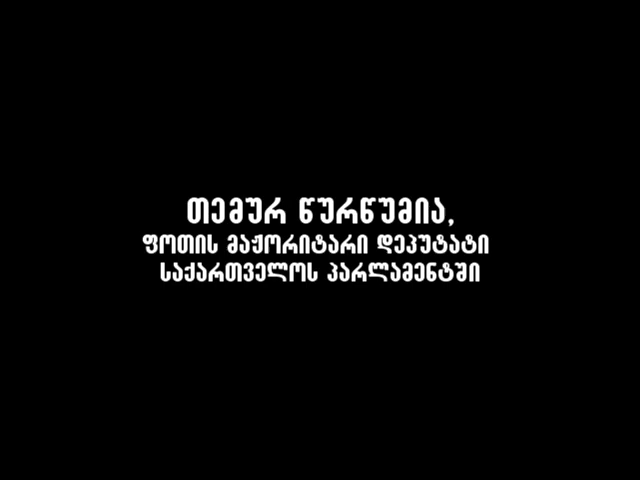 თემურ წურწუმია,
ფოთის მაჟორიტარი დეპუტატი
საქართველოს პარლამენტში